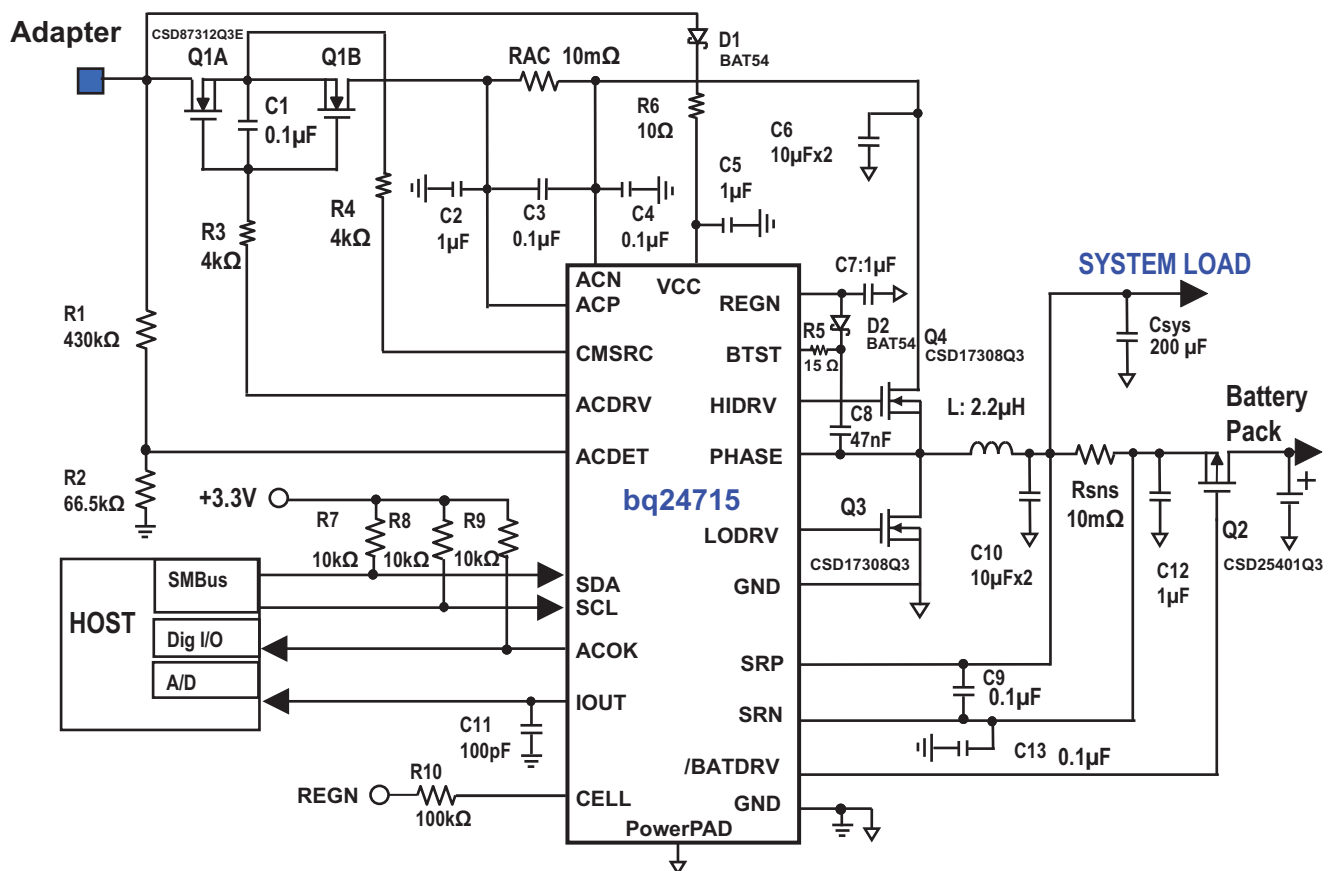 Adapter
CSD87312Q3E
Q1A
Q1B
RAC 10mΩ
D1
BAT54
C1
0.1µF
R6
10Ω
C6
10µFx2
C5
1µF
R3
4kΩ
R4
4kΩ
C2
1µF
C3
0.1µF
C4
0.1µF
R1
430kΩ
R2
66.5kΩ
ACN
ACP
CMSRC
ACDRV
ACDET
VCC
REGN
BTST
HIDRV
PHASE
LODRV
GND
bq24715
SDA
SCL
ACOK
IOUT
CELL
SRP
SRN
/BATDRV
GND
PowerPAD
C7:1µF
D2
BAT54
R5
15 Ω
C8
47nF
Q4
CSD17308Q3
Q3
CSD17308Q3
L: 2.2µH
SYSTEM LOAD
Csys
200 µF
Battery
Pack
+
Rsns
10mΩ
Q2
CSD25401Q3
C10
10µFx2
C12
1µF
C9
0.1µF
C13 0.1µF
+3.3V
R7
10kΩ
R8
10kΩ
R9
10kΩ
HOST
SMBus
Dig I/O
A/D
C11
100pF
REGN
R10
100kΩ